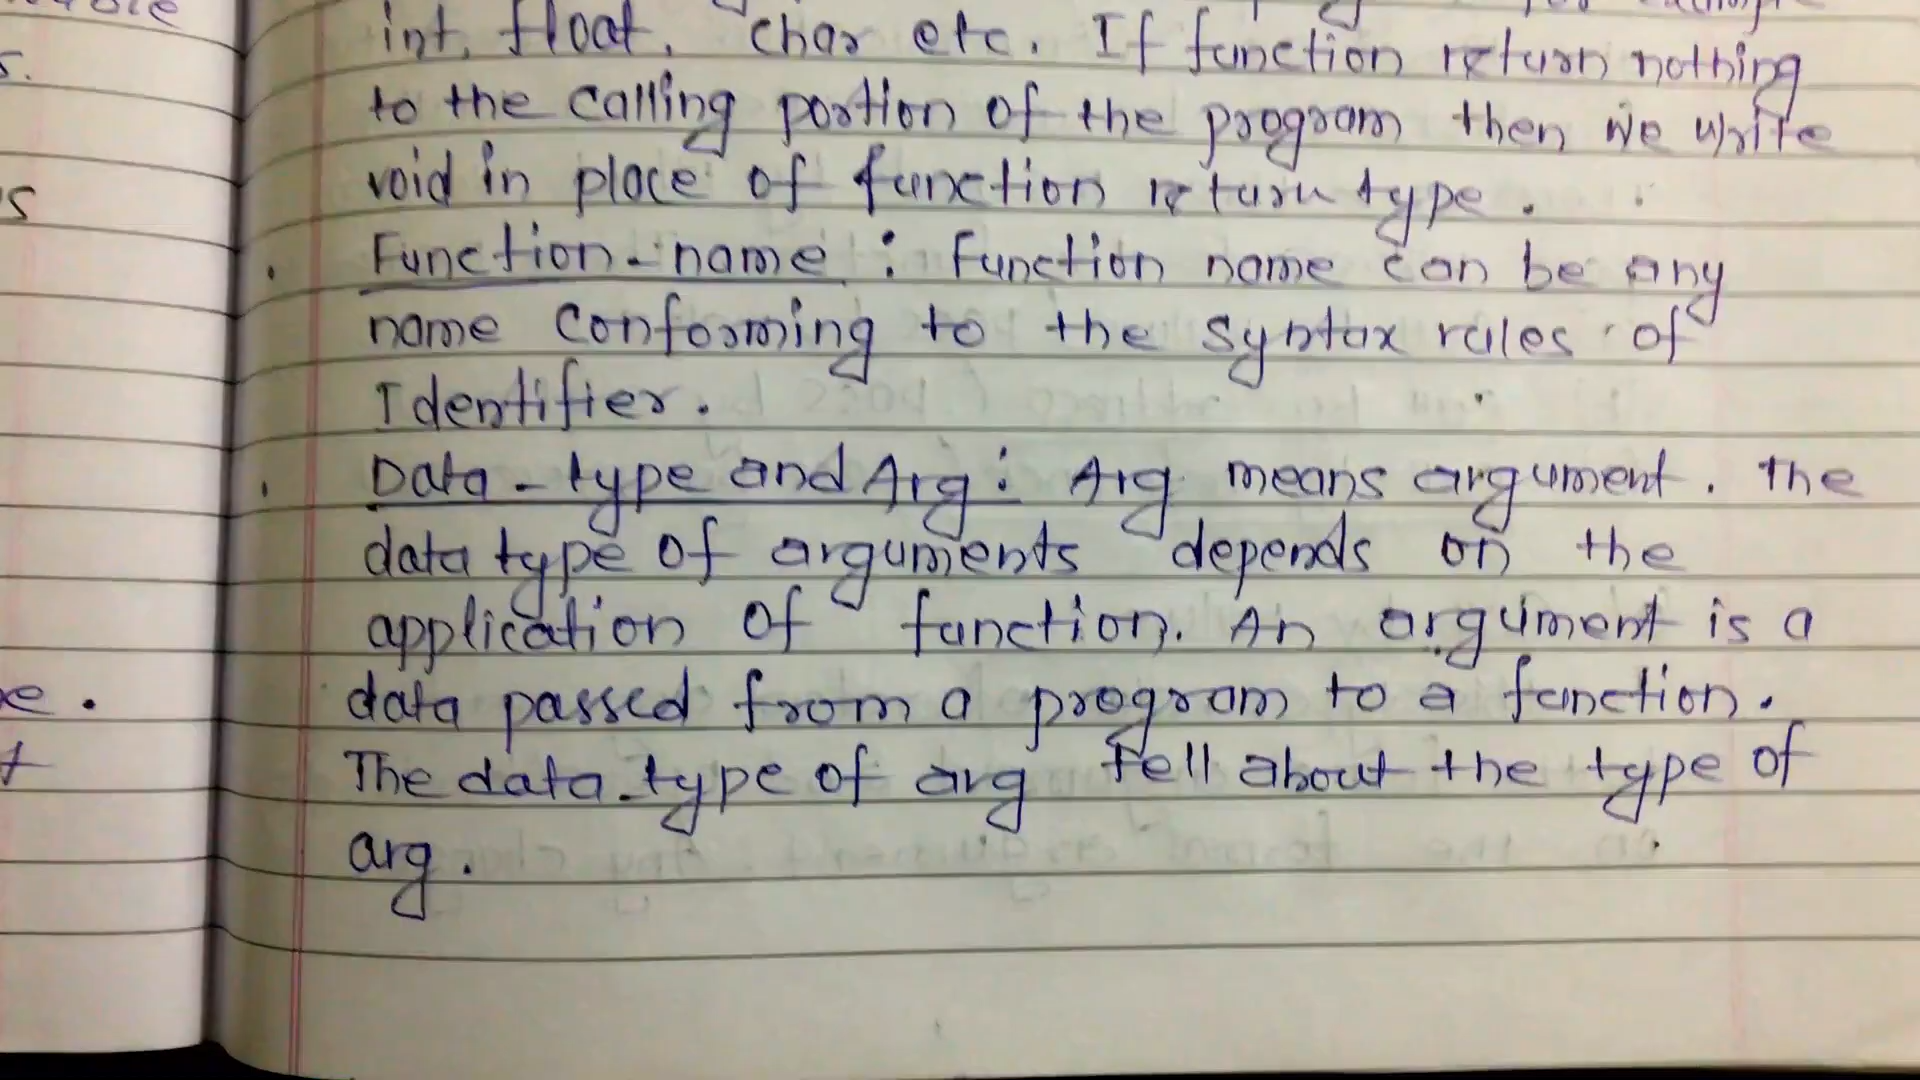 int, float, char etc. If function return nothing
to the calling portion of the program then we write
void in place of function return type.
• Function-name : function name can be any
name conforming to the syntax rules of
Identifier.
• Data-type and Arg : Arg means argument. The
data type of arguments depends on the
application of function. An argument is a
data passed from a program to a function.
The data-type of arg tell about the type of
arg.